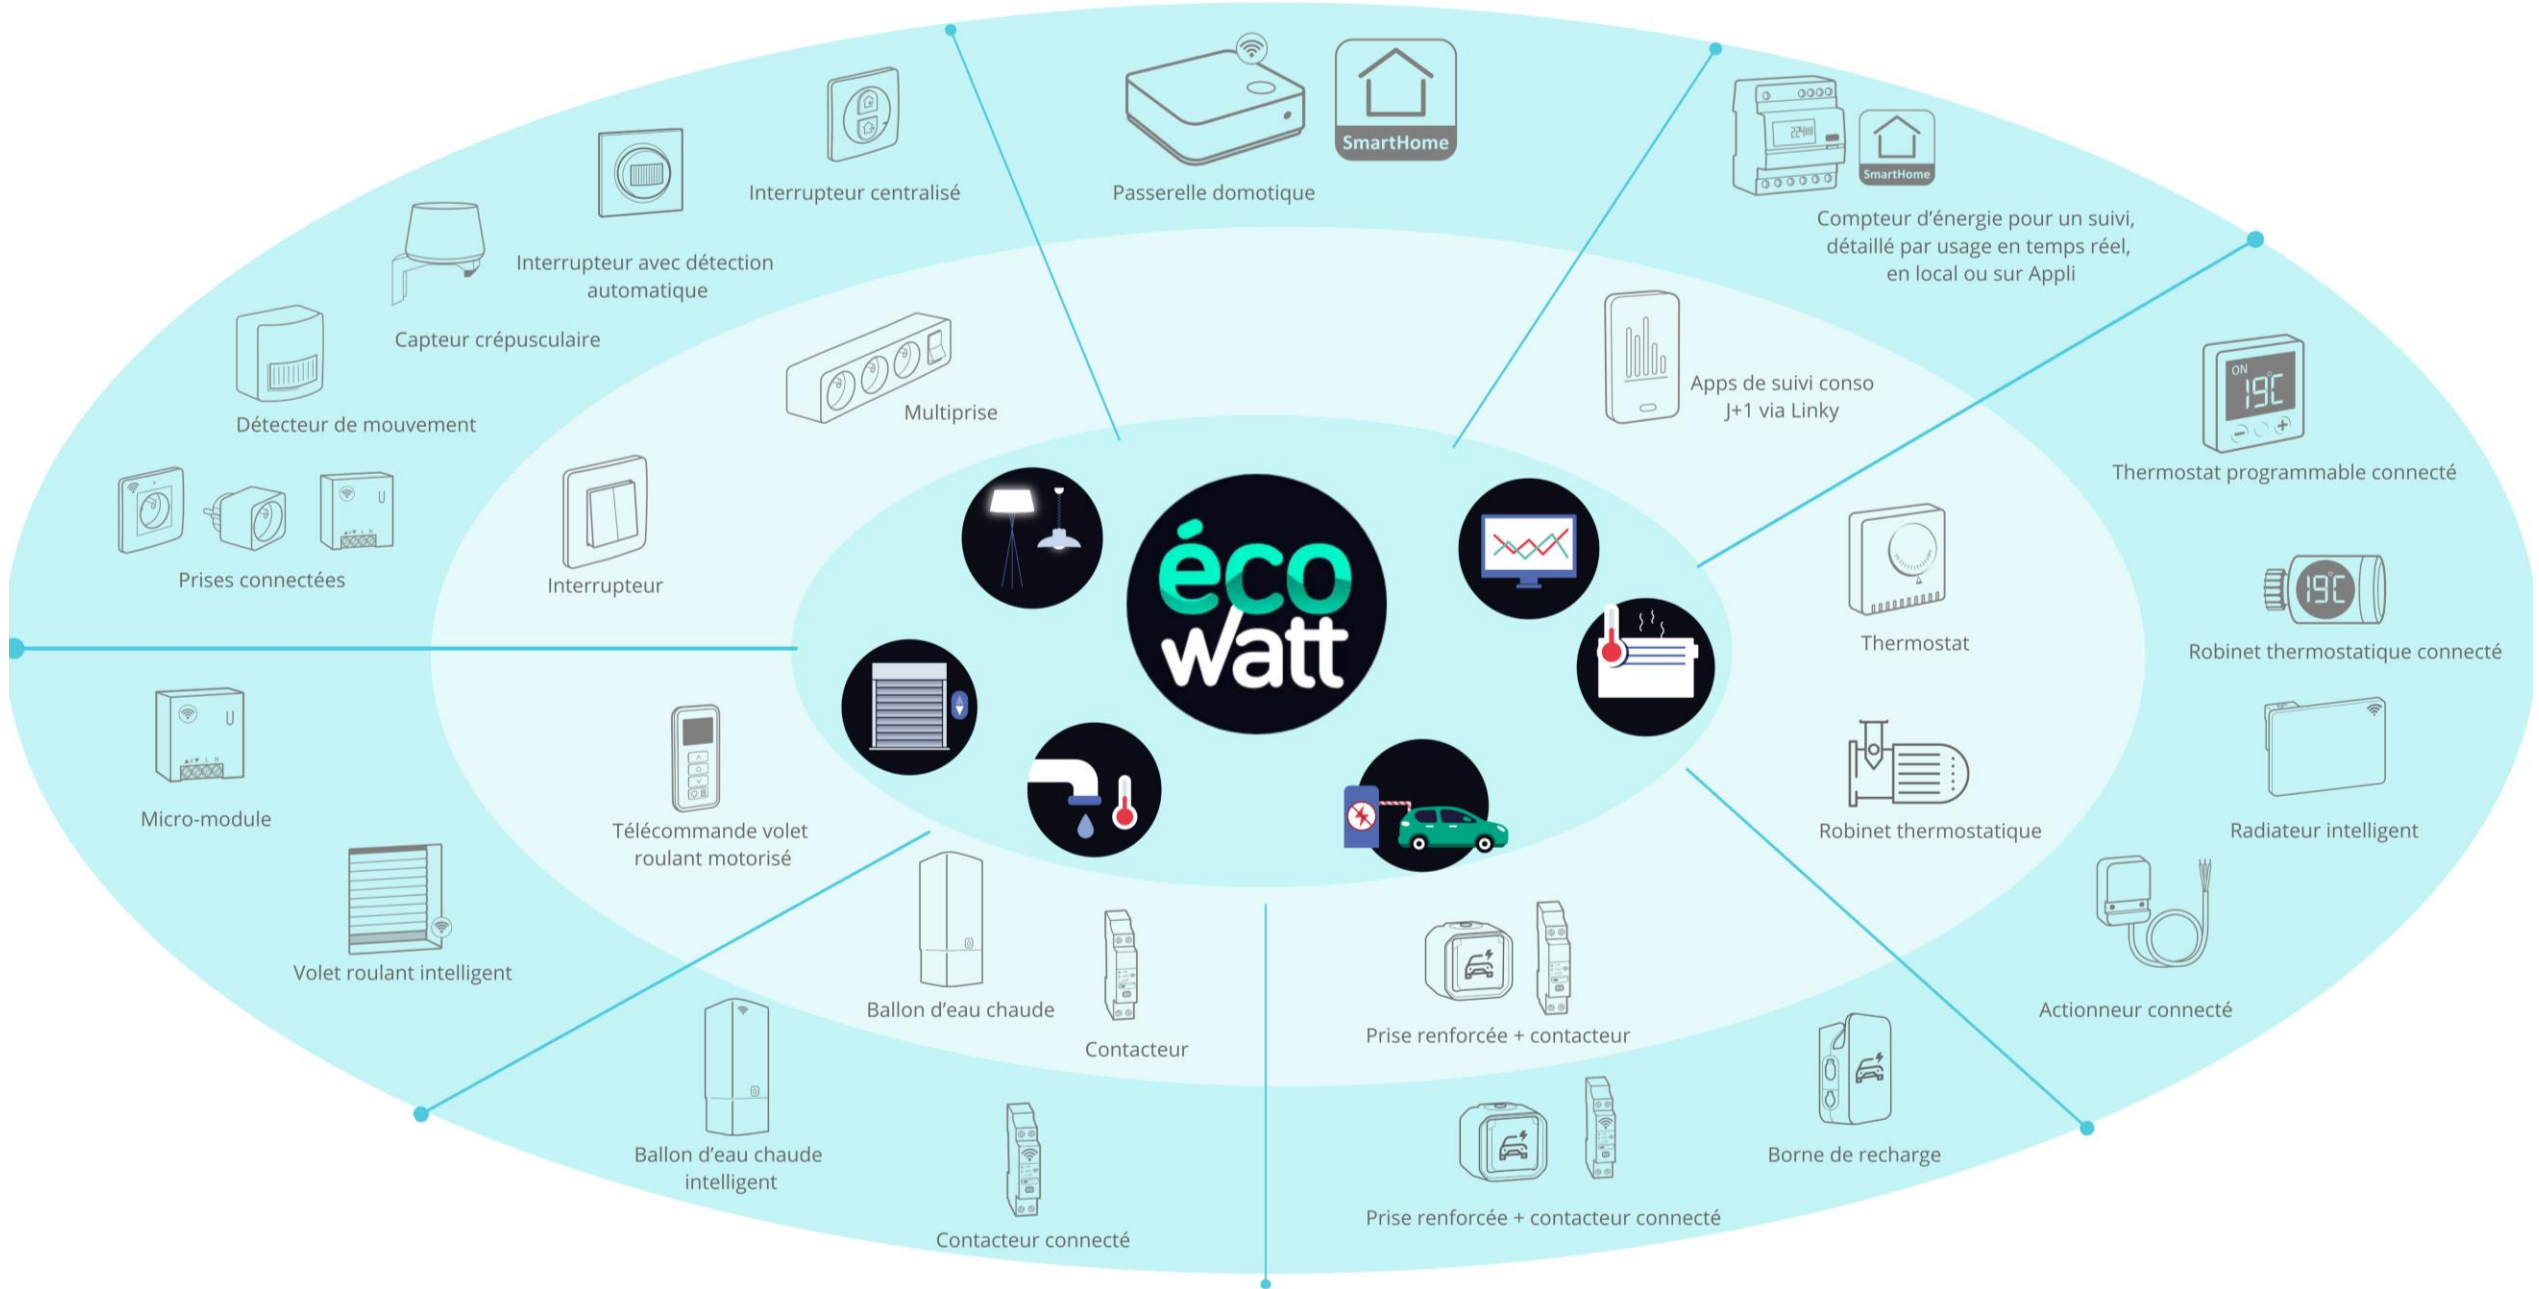 SmartHome
Passerelle domotique
SmartHome
Compteur d'énergie pour un suivi,
détaillé par usage en temps réel,
en local ou sur Appli
Interrupteur centralisé
Interrupteur avec détection
automatique
Capteur crépusculaire
Détecteur de mouvement
Prises connectées
Multiprise
Interrupteur
Apps de suivi conso
J+1 via Linky
ON
19°C
Thermostat programmable connecté
Thermostat
19°C
Robinet thermostatique connecté
Robinet thermostatique
Radiateur intelligent
Actionneur connecté
éco
watt
Micro-module
Volet roulant intelligent
Télécommande volet
roulant motorisé
Ballon d'eau chaude
Contacteur
Ballon d'eau chaude
intelligent
Contacteur connecté
Prise renforcée + contacteur
Prise renforcée + contacteur connecté
Borne de recharge